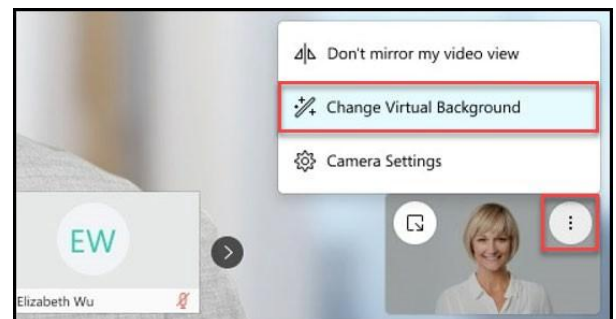 Don't mirror my video view
Change Virtual Background
Camera Settings
EW
Elizabeth Wu